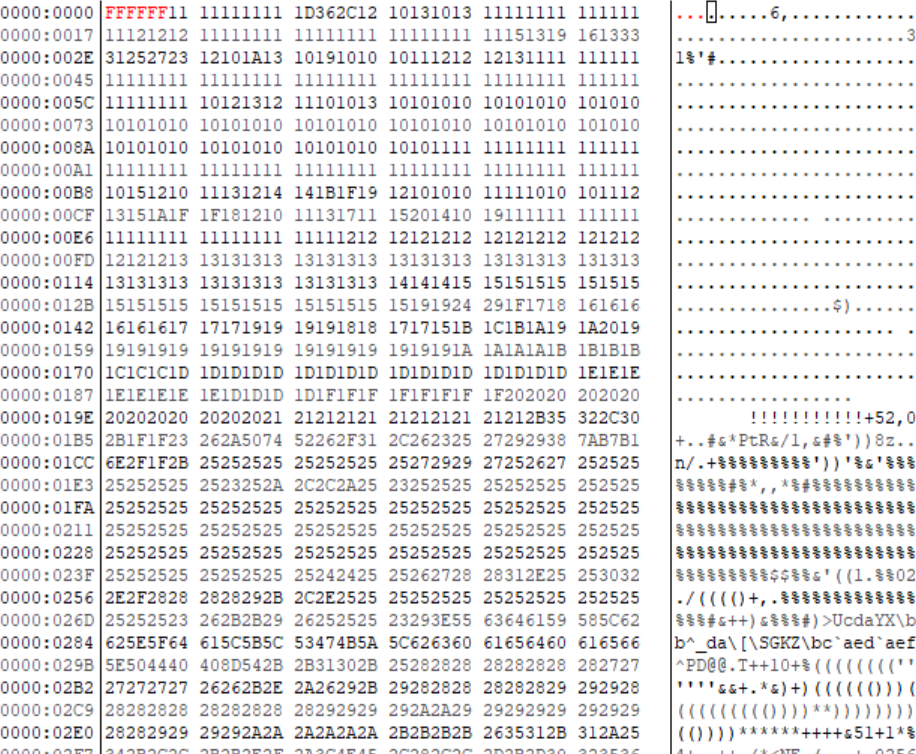 0000:0000 FFFFFF11 11111111 1D362C12 10131013 11111111 111111 ..........6,............
0000:0017 11121212 11111111 11111111 11111111 11151319 161333 ......................3
0000:002E 31252723 12101A13 10191010 10111212 12131111 111111 1%'#...................
0000:0045 11111111 11111111 11111111 11111111 11111111 111111 .......................
0000:005C 11111111 10121312 11101013 10101010 10101010 101010 .......................
0000:0073 10101010 10101010 10101010 10101010 10101010 101010 .......................
0000:008A 10101010 10101010 10101010 10101111 11111111 111111 .......................
0000:00A1 11111111 11111111 11111111 11111111 11111111 111111 .......................
0000:00B8 10151210 11131214 141B1F19 12101010 11111010 101112 .......................
0000:00CF 13151A1F 1F181210 11131711 15201410 19111111 111111 ............. .........
0000:00E6 11111111 11111111 11111212 12121212 12121212 121212 .......................
0000:00FD 12121213 13131313 13131313 13131313 13131313 131313 .......................
0000:0114 13131313 13131313 13131313 14141415 15151515 151515 .......................
0000:012B 15151515 15151515 15151515 15191924 291F1718 161616 ...............$).......
0000:0142 16161617 17171919 19191818 1717151B 1C1B1A19 1A2019 ..................... .
0000:0159 19191919 19191919 19191919 1919191A 1A1A1A1B 1B1B1B .......................
0000:0170 1C1C1C1D 1D1D1D1D 1D1D1D1D 1D1D1D1D 1D1D1D1D 1E1E1E .......................
0000:0187 1E1E1E1E 1E1D1D1D 1D1F1F1F 1F1F1F1F 1F202020 202020 .................
0000:019E 20202020 20202021 21212121 21212121 21212B35 322C30 !!!!!!!!!!!+52,0
0000:01B5 2B1F1F23 262A5074 52262F31 2C262325 27292938 7AB7B1 +..#&*PtR&/1,&#%'))8z..
0000:01CC 6E2F1F2B 25252525 25252525 25272929 27252627 252525 n/.+%%%%%%%%%'))'%&'%%%
0000:01E3 25252525 2523252A 2C2C2A25 23252525 25252525 252525 %%%%%#%*,,*%#%%%%%%%%%%
0000:01FA 25252525 25252525 25252525 25252525 25252525 252525 %%%%%%%%%%%%%%%%%%%%%%%
0000:0211 25252525 25252525 25252525 25252525 25252525 252525 %%%%%%%%%%%%%%%%%%%%%%%
0000:0228 25252525 25252525 25252525 25252525 25252525 252525 %%%%%%%%%%%%%%%%%%%%%%%
0000:023F 25252525 25252525 25242425 25262728 28312E25 253032 %%%%%%%%%$$%%&'((1.%%02
0000:0256 2E2F2828 2828292B 2C2E2525 25252525 25252525 252525 ./(((()+,.%%%%%%%%%%%%%
0000:026D 25252523 262B2B29 26252525 23293E55 63646159 585C62 %%%#&++)&%%%#)>UcdaYX\b
0000:0284 625E5F64 615C5B5C 53474B5A 5C626360 61656460 616566 b^_da\[\SGKZ\bc`aed`aef
0000:029B 5E504440 408D542B 2B31302B 25282828 28282828 282727 ^PD@@.T++10+%((((((((''
0000:02B2 27272727 26262B2E 2A26292B 29282828 28282829 292928 ''''&&+.*&)+)(((((()))(
0000:02C9 28282828 28282828 28292929 292A2A29 29292929 292929 ((((((((())))**))))))))
0000:02E0 28282929 29292A2A 2A2A2A2A 2B2B2B2B 2635312B 312A25 (())))******++++&51+1*%